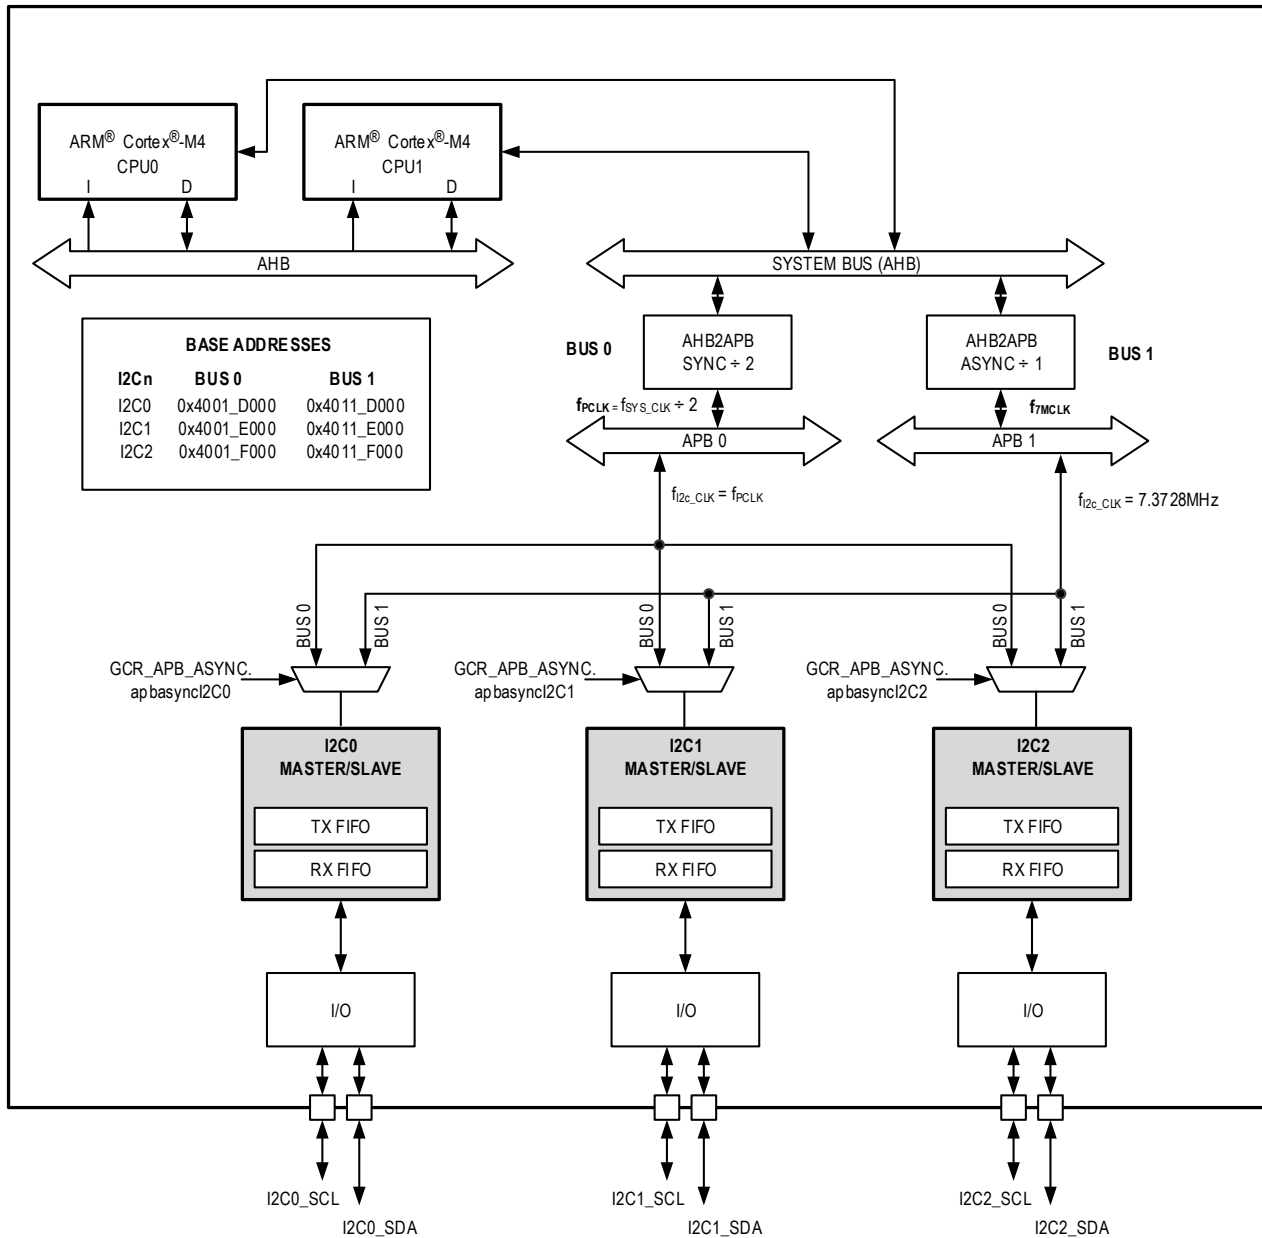 ARM® Cortex®-M4
CPU0
I D
ARM® Cortex®-M4
CPU1
I D
AHB
SYSTEM BUS (AHB)
BASE ADDRESSES
I2Cn BUS 0 BUS 1
I2C0 0x4001_D000 0x4011_D000
I2C1 0x4001_E000 0x4011_E000
I2C2 0x4001_F000 0x4011_F000
BUS 0
AHB2APB
SYNC ÷ 2
AHB2APB
ASYNC ÷ 1
BUS 1
fPCLK = fSYS_CLK ÷ 2
f7MCLK
APB 0
APB 1
fI2c_CLK = fPCLK
fI2c_CLK = 7.3728MHz
BUS 0
BUS 1
BUS 0
BUS 1
BUS 0
BUS 1
GCR_APB_ASYNC.
apbasyncI2C0
GCR_APB_ASYNC.
apbasyncI2C1
GCR_APB_ASYNC.
apbasyncI2C2
I2C0
MASTER/SLAVE
TX FIFO
RX FIFO
I2C1
MASTER/SLAVE
TX FIFO
RX FIFO
I2C2
MASTER/SLAVE
TX FIFO
RX FIFO
I/O
I/O
I/O
I2C0_SCL
I2C0_SDA
I2C1_SCL
I2C1_SDA
I2C2_SCL
I2C2_SDA